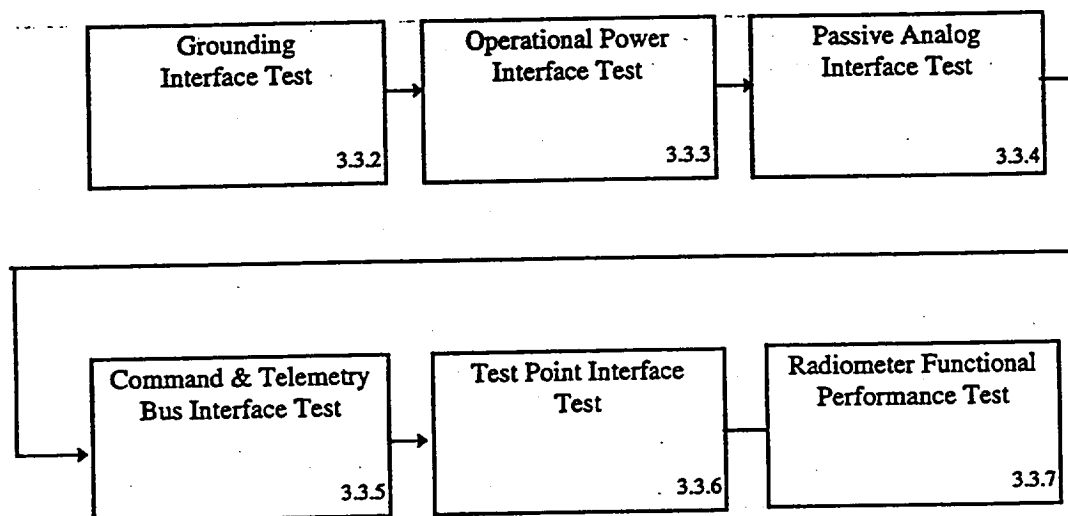 Grounding
Interface Test
3.3.2
Operational Power
Interface Test
3.3.3
Passive Analog
Interface Test
3.3.4
Command & Telemetry
Bus Interface Test
3.3.5
Test Point Interface
Test
3.3.6
Radiometer Functional
Performance Test
3.3.7